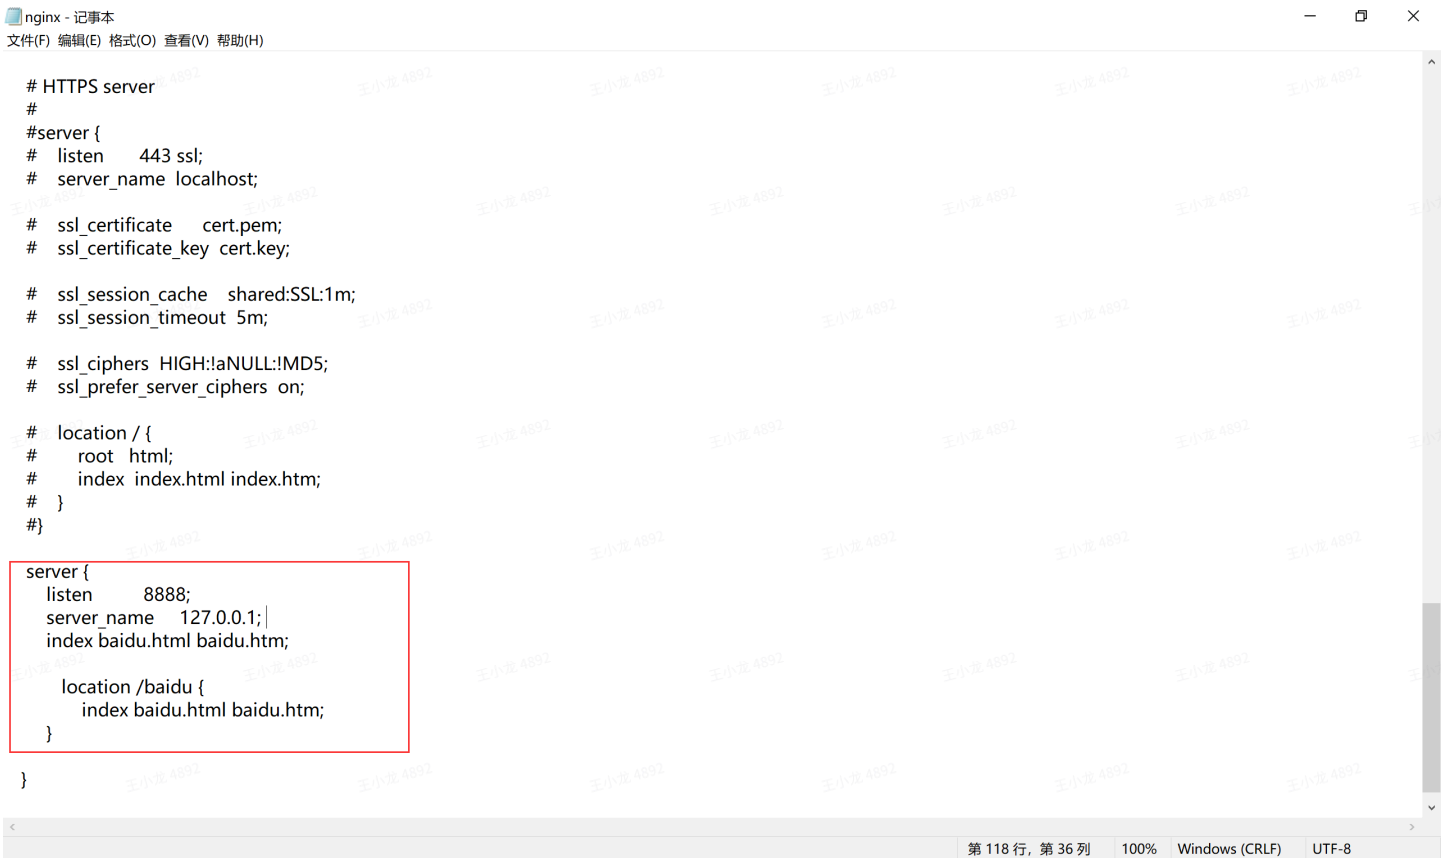 nginx - 记事本
文件(F) 编辑(E) 格式(O) 查看(V) 帮助(H)
# HTTPS server
#
#server {
#    listen       443 ssl;
#    server_name  localhost;
#    ssl_certificate      cert.pem;
#    ssl_certificate_key  cert.key;
#    ssl_session_cache    shared:SSL:1m;
#    ssl_session_timeout  5m;
#    ssl_ciphers  HIGH:!aNULL:!MD5;
#    ssl_prefer_server_ciphers  on;
#    location / {
#        root   html;
#        index  index.html index.htm;
#    }
#}
server {
    listen          8888;
    server_name     127.0.0.1;
    index baidu.html baidu.htm;
       location /baidu {
           index baidu.html baidu.htm;
    }
}
王小龙 4892
第 118 行，第 36 列 100% Windows (CRLF) UTF-8